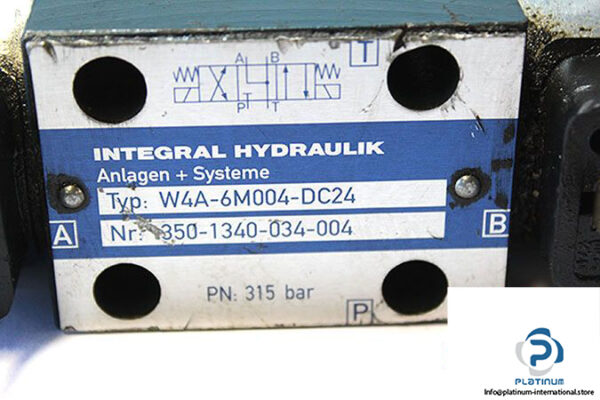 A B
T
P T
INTEGRAL HYDRAULIK
Anlagen + Systeme
Typ: W4A-6M004-DC24
Nr: 350-1340-034-004
A
B
PN: 315 bar
P
PLATINUM
Info@platinum-international.store